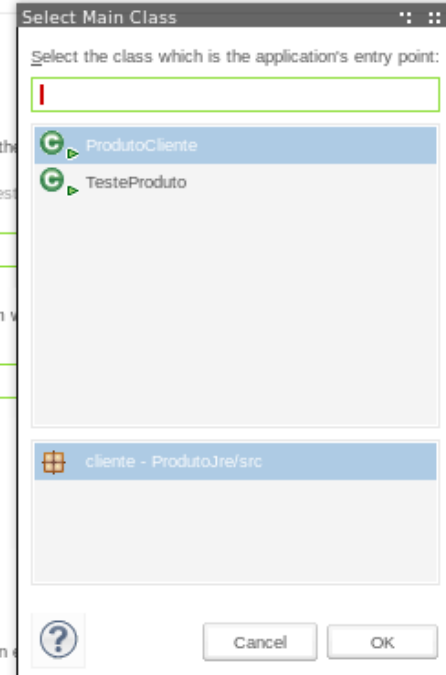 Select Main Class
Select the class which is the application's entry point:
ProdutoCliente
TesteProduto
cliente - ProdutoJre/src
Cancel
OK